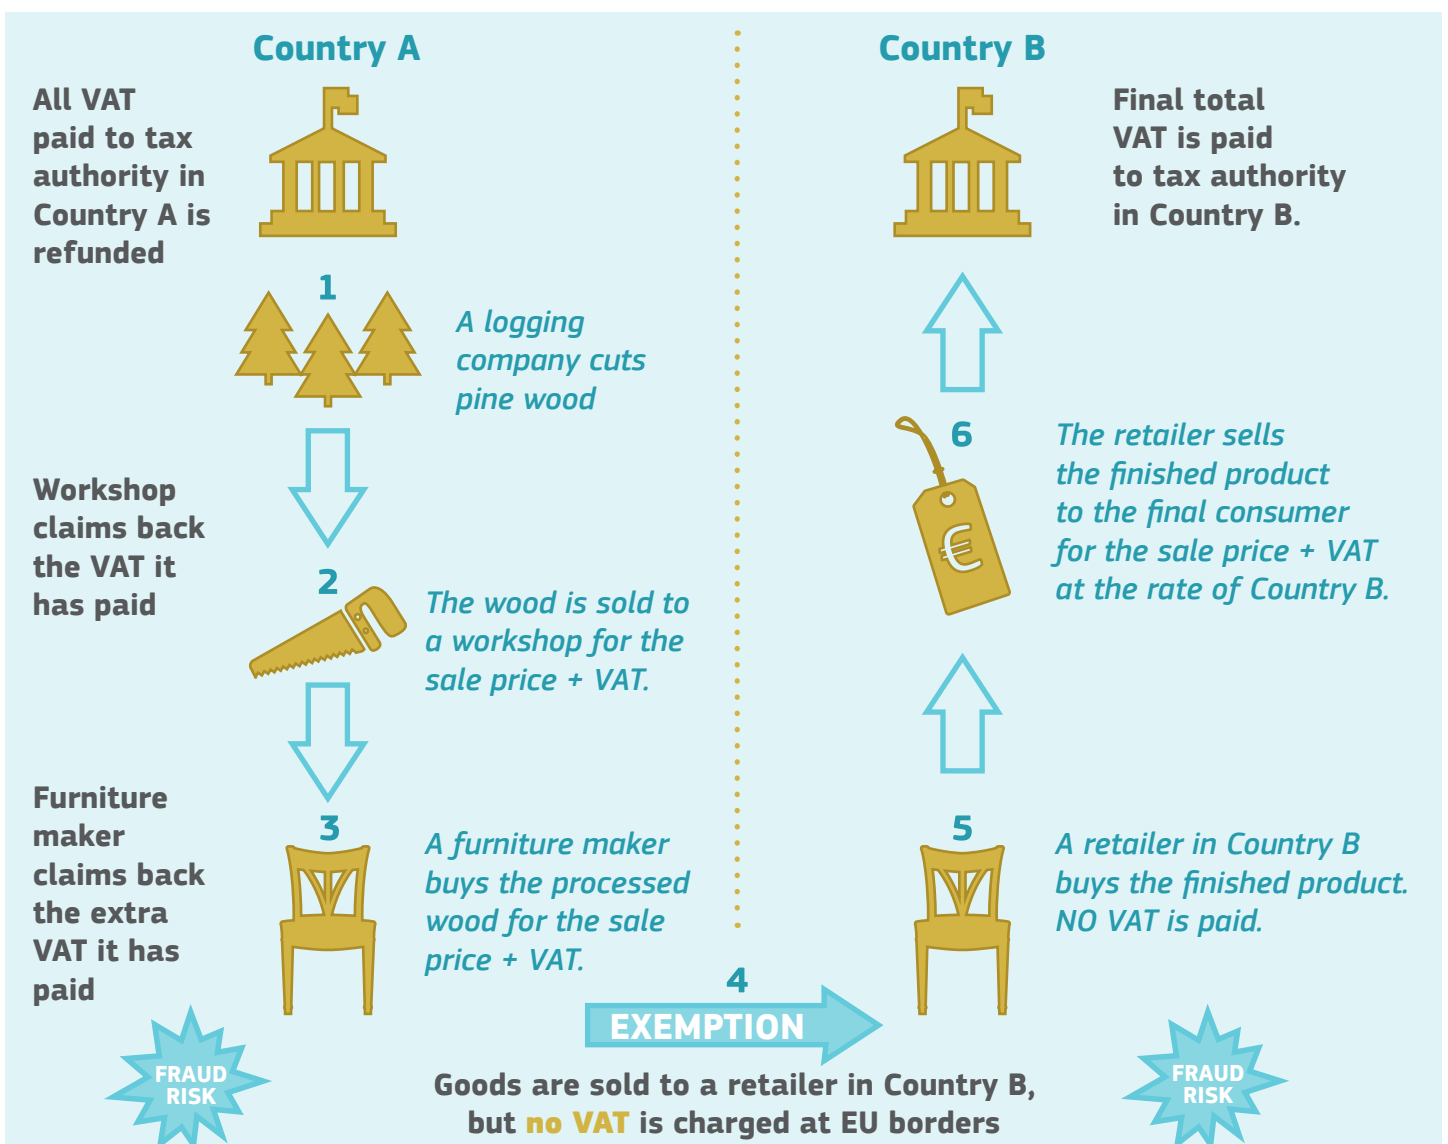 Country A
All VAT
paid to tax
authority in
Country A is
refunded
1
A logging
company cuts
pine wood
Workshop
claims back
the VAT it
has paid
2
The wood is sold to
a workshop for the
sale price + VAT.
Furniture
maker
claims back
the extra
VAT it has
paid
3
A furniture maker
buys the processed
wood for the sale
price + VAT.
FRAUD
RISK
4
EXEMPTION
Goods are sold to a retailer in Country B,
but no VAT is charged at EU borders
Country B
Final total
VAT is paid
to tax authority
in Country B.
6
€
The retailer sells
the finished product
to the final consumer
for the sale price + VAT
at the rate of Country B.
5
A retailer in Country B
buys the finished product.
NO VAT is paid.
FRAUD
RISK